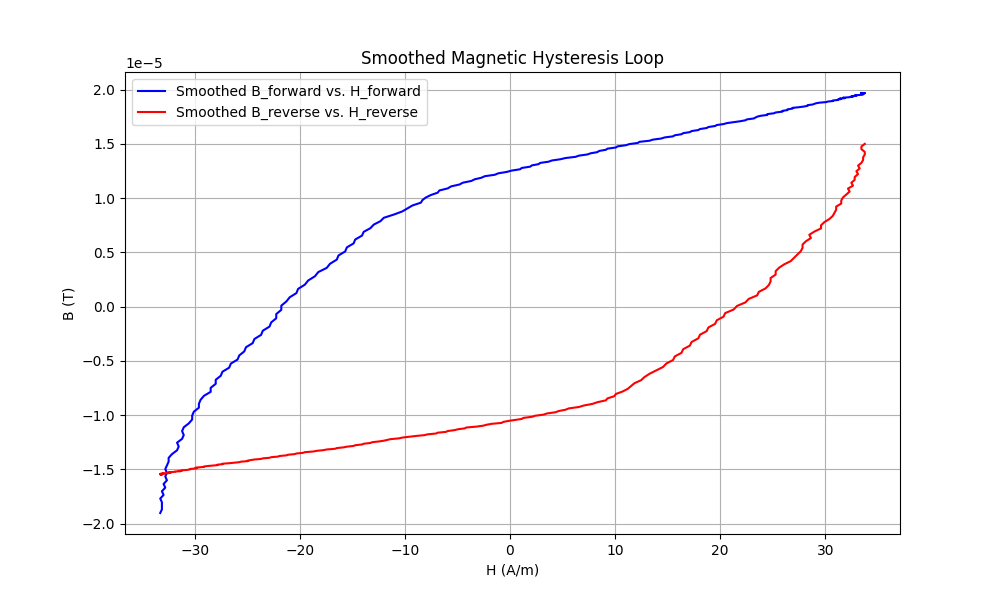 Smoothed Magnetic Hysteresis Loop
1e−5
Smoothed B_forward vs. H_forward
Smoothed B_reverse vs. H_reverse
2.0
1.5
1.0
0.5
0.0
−0.5
−1.0
−1.5
−2.0
B (T)
−30 −20 −10 0 10 20 30
H (A/m)